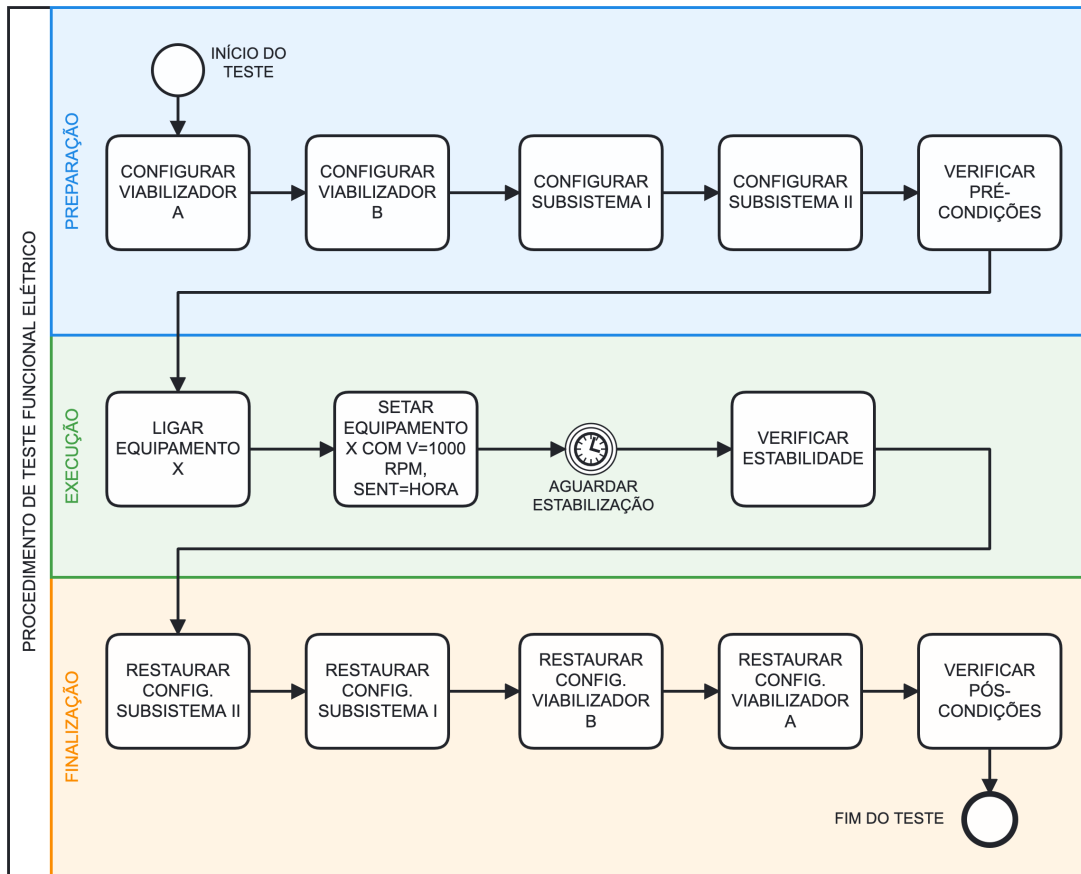 PROCEDIMENTO DE TESTE FUNCIONAL ELÉTRICO
PREPARAÇÃO
INÍCIO DO
TESTE
CONFIGURAR
VIABILIZADOR
A
CONFIGURAR
VIABILIZADOR
B
CONFIGURAR
SUBSISTEMA I
CONFIGURAR
SUBSISTEMA II
VERIFICAR
PRÉ-
CONDIÇÕES
EXECUÇÃO
LIGAR
EQUIPAMENTO
X
SETAR
EQUIPAMENTO
X COM V=1000
RPM,
SENT=HORA
AGUARDAR
ESTABILIZAÇÃO
VERIFICAR
ESTABILIDADE
FINALIZAÇÃO
RESTAURAR
CONFIG.
SUBSISTEMA II
RESTAURAR
CONFIG.
SUBSISTEMA I
RESTAURAR
CONFIG.
VIABILIZADOR
B
RESTAURAR
CONFIG.
VIABILIZADOR
A
VERIFICAR
PÓS-
CONDIÇÕES
FIM DO TESTE